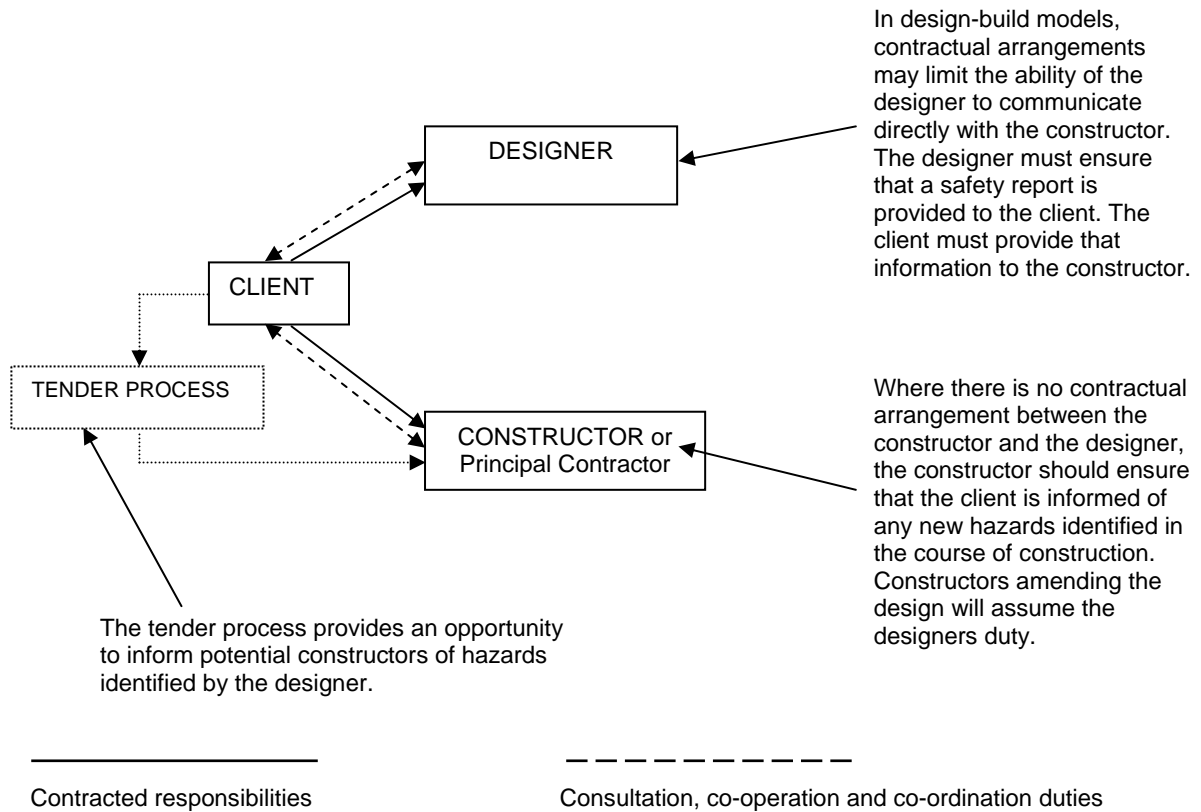 In design-build models,
contractual arrangements
may limit the ability of the
designer to communicate
directly with the constructor.
The designer must ensure
that a safety report is
provided to the client. The
client must provide that
information to the constructor.
DESIGNER
CLIENT
TENDER PROCESS
CONSTRUCTOR or
Principal Contractor
Where there is no contractual
arrangement between the
constructor and the designer,
the constructor should ensure
that the client is informed of
any new hazards identified in
the course of construction.
Constructors amending the
design will assume the
designers duty.
The tender process provides an opportunity
to inform potential constructors of hazards
identified by the designer.
Contracted responsibilities
Consultation, co-operation and co-ordination duties